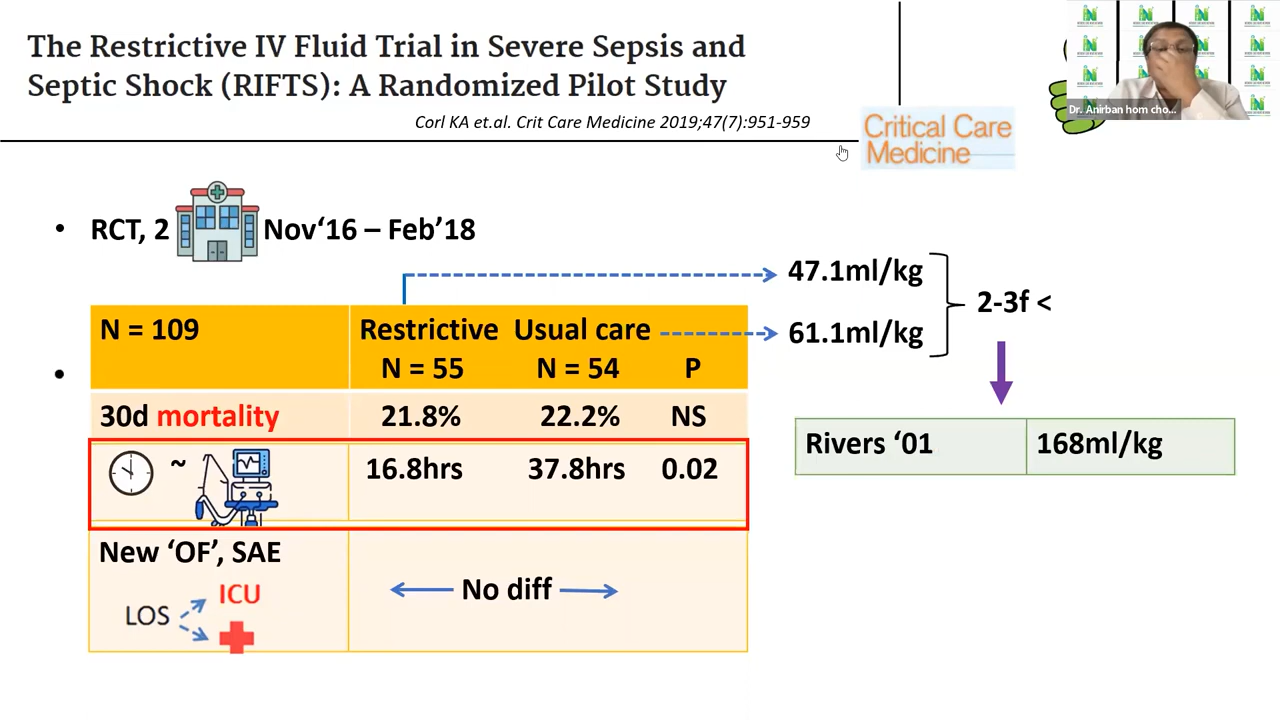 The Restrictive IV Fluid Trial in Severe Sepsis and
Septic Shock (RIFTS): A Randomized Pilot Study
Corl KA et.al. Crit Care Medicine 2019;47(7):951-959
Critical Care
Medicine
Dr. Anirban hom cho...
• RCT, 2 Nov‘16 – Feb’18
47.1ml/kg
61.1ml/kg
2-3f <
N = 109 Restrictive Usual care
N = 55 N = 54 P
•
30d mortality 21.8% 22.2% NS
~ 16.8hrs 37.8hrs 0.02
New ‘OF’, SAE
LOS ICU
No diff
Rivers ‘01 168ml/kg